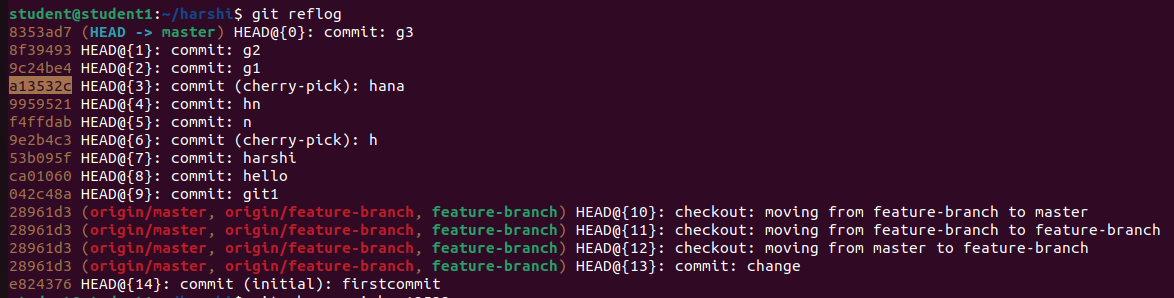 student@student1:~/harshi$ git reflog
8353ad7 (HEAD -> master) HEAD@{0}: commit: g3
8f39493 HEAD@{1}: commit: g2
9c24be4 HEAD@{2}: commit: g1
a13532c HEAD@{3}: commit (cherry-pick): hana
9959521 HEAD@{4}: commit: hn
f4ffdab HEAD@{5}: commit: n
9e2b4c3 HEAD@{6}: commit (cherry-pick): h
53b095f HEAD@{7}: commit: harshi
ca01060 HEAD@{8}: commit: hello
042c48a HEAD@{9}: commit: git1
28961d3 (origin/master, origin/feature-branch, feature-branch) HEAD@{10}: checkout: moving from feature-branch to master
28961d3 (origin/master, origin/feature-branch, feature-branch) HEAD@{11}: checkout: moving from feature-branch to feature-branch
28961d3 (origin/master, origin/feature-branch, feature-branch) HEAD@{12}: checkout: moving from master to feature-branch
28961d3 (origin/master, origin/feature-branch, feature-branch) HEAD@{13}: commit: change
e824376 HEAD@{14}: commit (initial): firstcommit